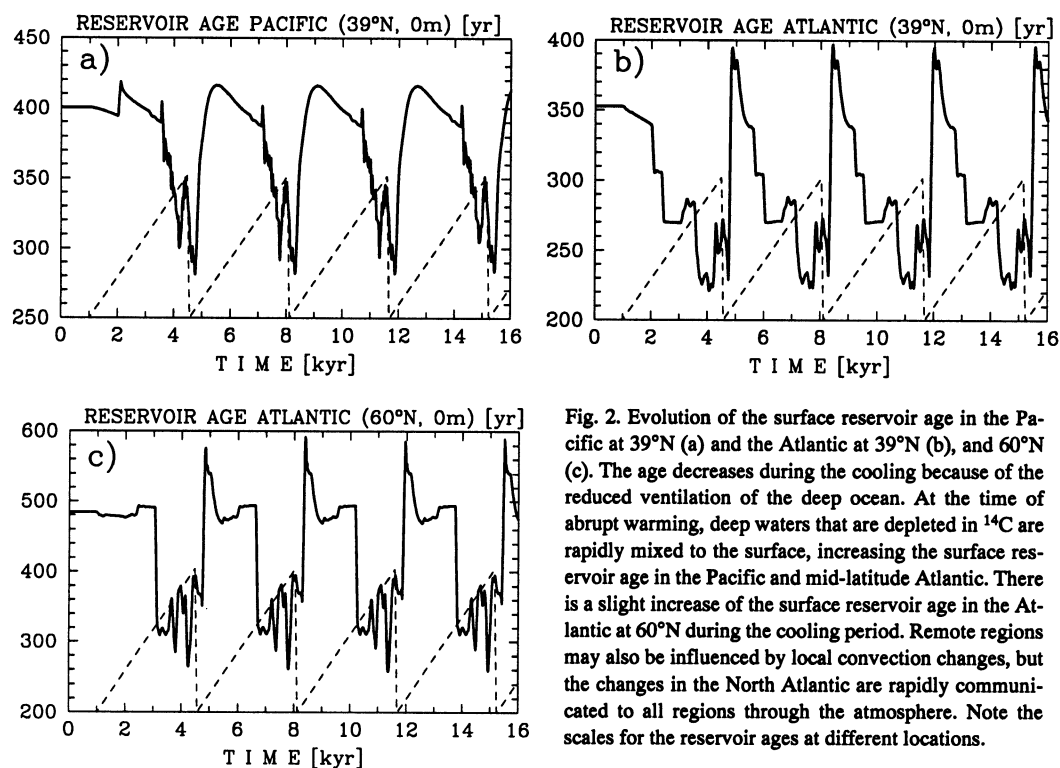 RESERVOIR AGE PACIFIC (39°N, 0m) [yr]
a)
450
400
350
300
250
0 2 4 6 8 10 12 14 16
T I M E [kyr]
RESERVOIR AGE ATLANTIC (39°N, 0m) [yr]
b)
400
350
300
250
200
0 2 4 6 8 10 12 14 16
T I M E [kyr]
RESERVOIR AGE ATLANTIC (60°N, 0m) [yr]
c)
600
500
400
300
200
0 2 4 6 8 10 12 14 16
T I M E [kyr]
Fig. 2. Evolution of the surface reservoir age in the Pa-
cific at 39°N (a) and the Atlantic at 39°N (b), and 60°N
(c). The age decreases during the cooling because of the
reduced ventilation of the deep ocean. At the time of
abrupt warming, deep waters that are depleted in ¹⁴C are
rapidly mixed to the surface, increasing the surface res-
ervoir age in the Pacific and mid-latitude Atlantic. There
is a slight increase of the surface reservoir age in the At-
lantic at 60°N during the cooling period. Remote regions
may also be influenced by local convection changes, but
the changes in the North Atlantic are rapidly communi-
cated to all regions through the atmosphere. Note the
scales for the reservoir ages at different locations.